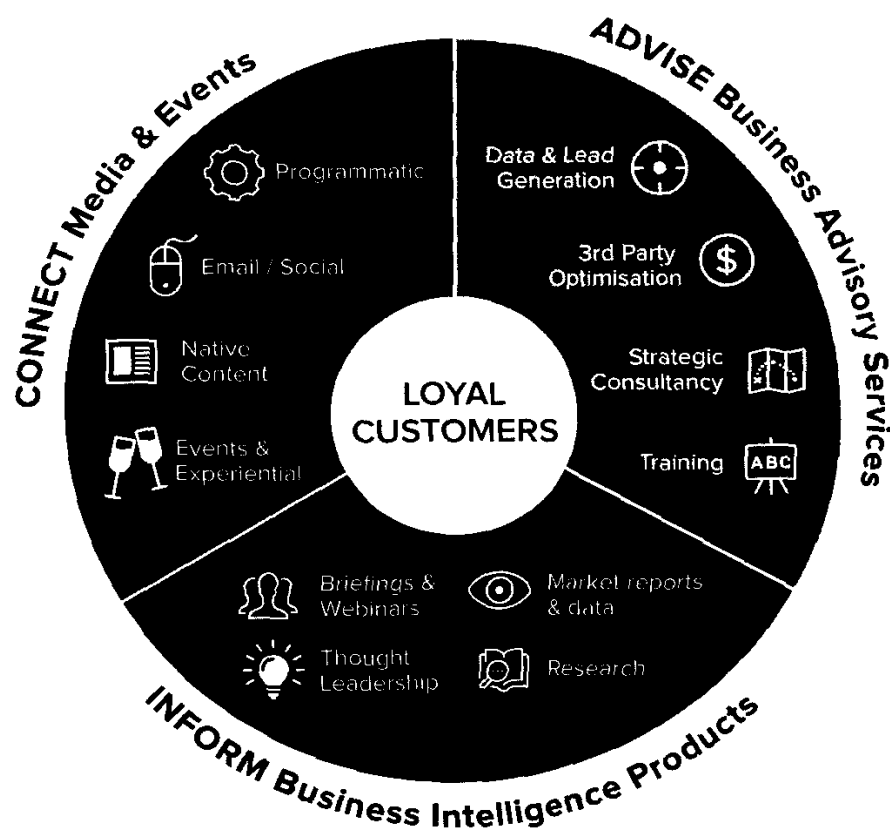 CONNECT Media & Events
Programmatic
Email / Social
Native
Content
Events &
Experiential
ADVISE Business Advisory Services
Data & Lead
Generation
3rd Party
Optimisation
Strategic
Consultancy
Training
ABC
LOYAL
CUSTOMERS
Briefings &
Webinars
Market reports
& data
Thought
Leadership
Research
INFORM Business Intelligence Products